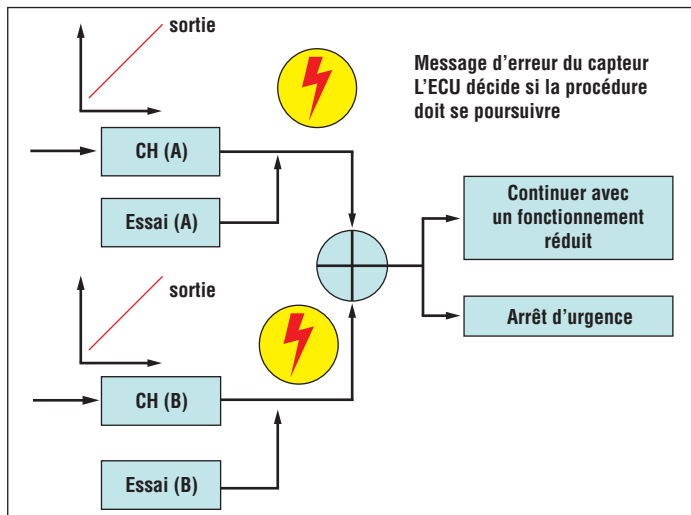 sortie
Message d'erreur du capteur
L'ECU décide si la procédure
doit se poursuivre
CH (A)
Essai (A)
Continuer avec
un fonctionnement
réduit
sortie
Arrêt d'urgence
CH (B)
Essai (B)